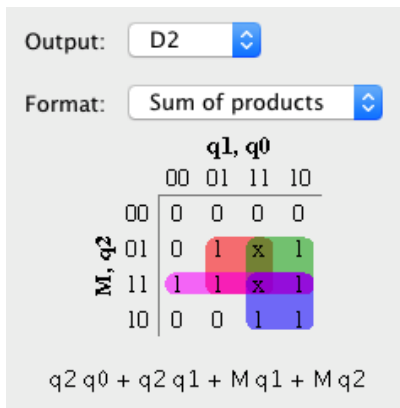 Output: D2
Format: Sum of products
q1, q0
00 01 11 10
M, q2
00 0 0 0 0
01 0 1 x 1
11 1 1 x 1
10 0 0 1 1
q2 q0 + q2 q1 + M q1 + M q2